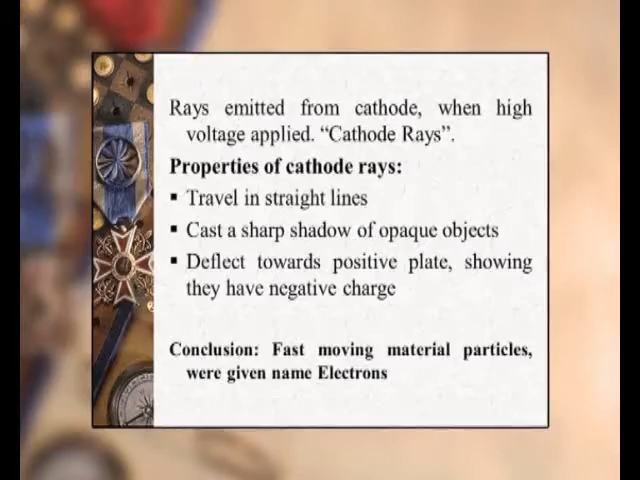 Rays emitted from cathode, when high
voltage applied. “Cathode Rays”.
Properties of cathode rays:
▪ Travel in straight lines
▪ Cast a sharp shadow of opaque objects
▪ Deflect towards positive plate, showing
they have negative charge
Conclusion: Fast moving material particles,
were given name Electrons